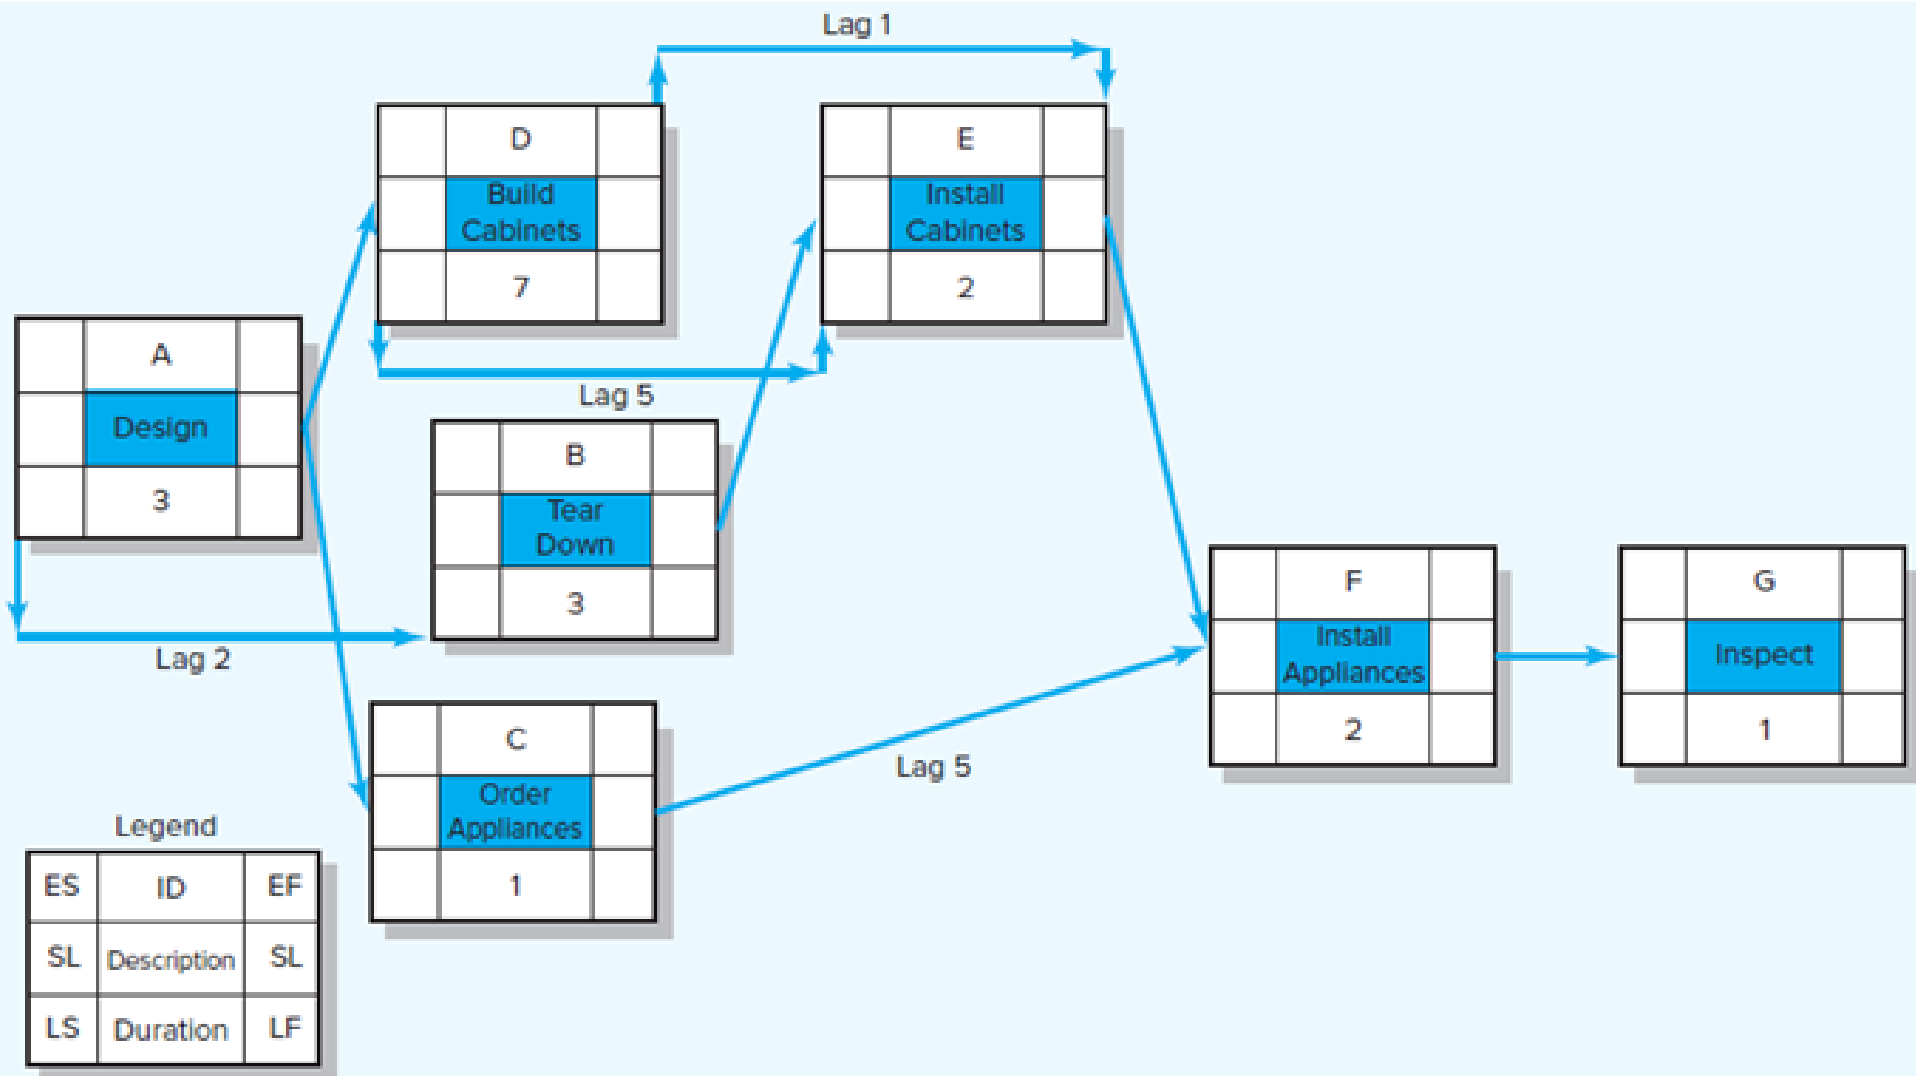 Lag 1
D
Build
Cabinets
7
E
Install
Cabinets
2
Lag 5
A
Design
3
Lag 2
B
Tear
Down
3
C
Order
Appliances
1
Lag 5
F
Install
Appliances
2
G
Inspect
1
Legend
ES ID EF
SL Description SL
LS Duration LF